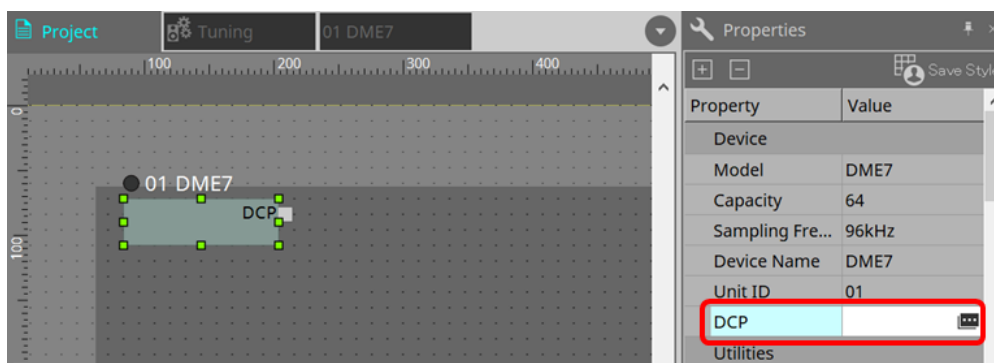 Project
Tuning
01 DME7
Properties
Save Style
Property Value
100 200 300 400
0
100
01 DME7
DCP
Device
Model DME7
Capacity 64
Sampling Fre... 96kHz
Device Name DME7
Unit ID 01
DCP
Utilities